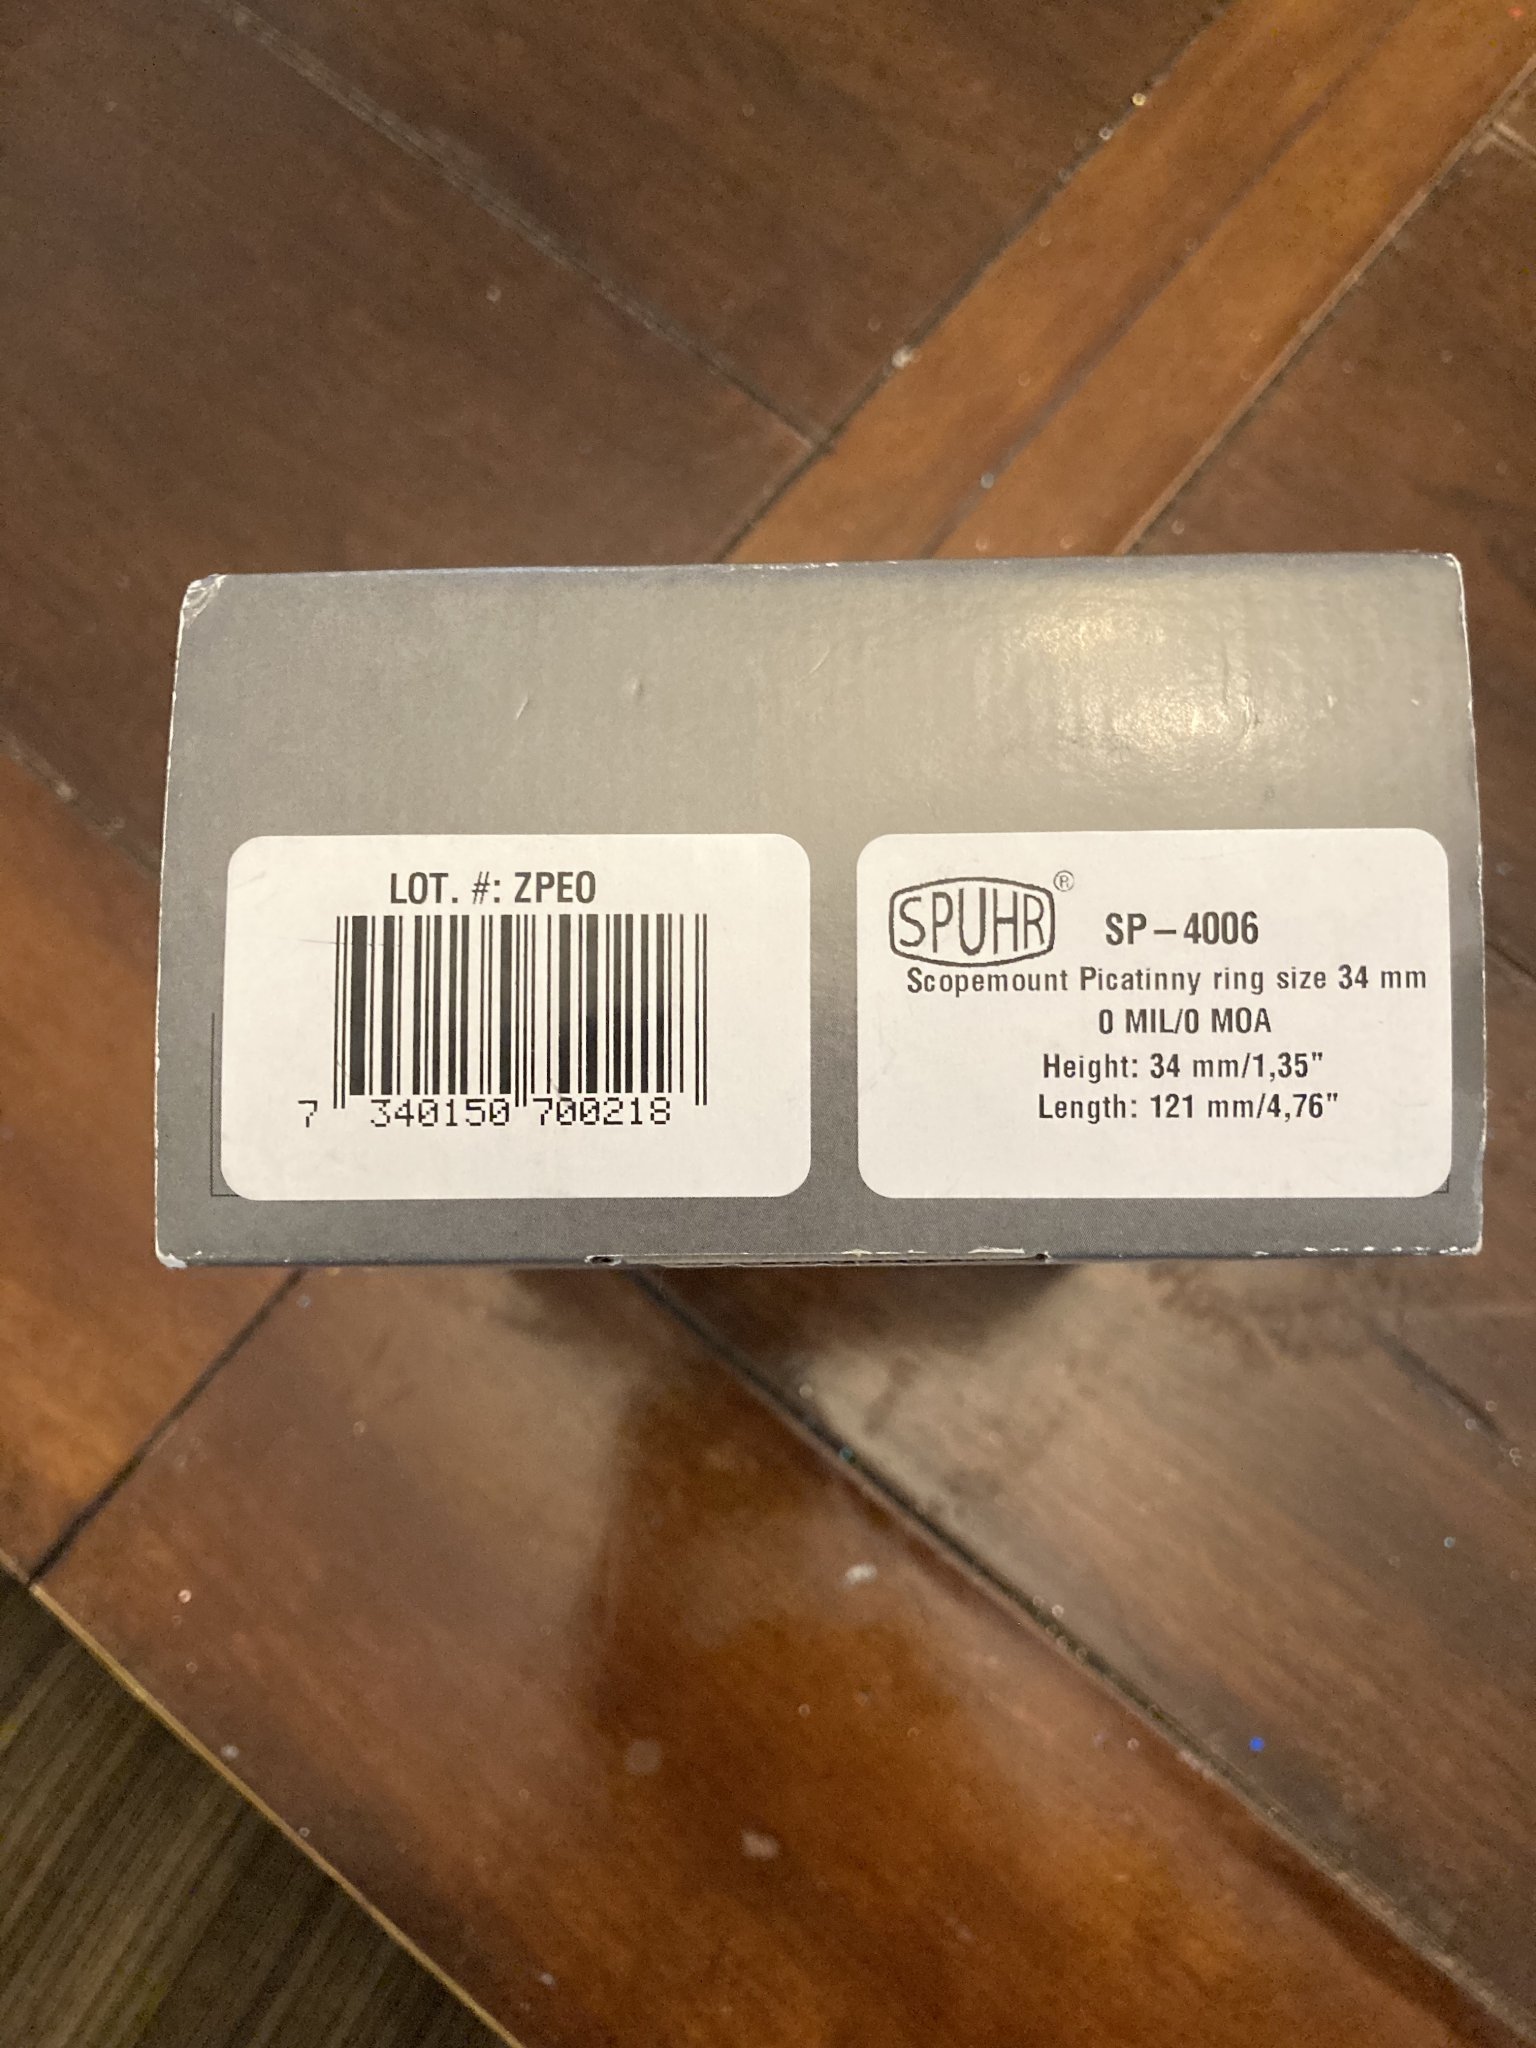 LOT. #: ZPEO
7 340150 700218
SPUHR® SP-4006
Scopemount Picatinny ring size 34 mm
0 MIL/0 MOA
Height: 34 mm/1,35"
Length: 121 mm/4,76"